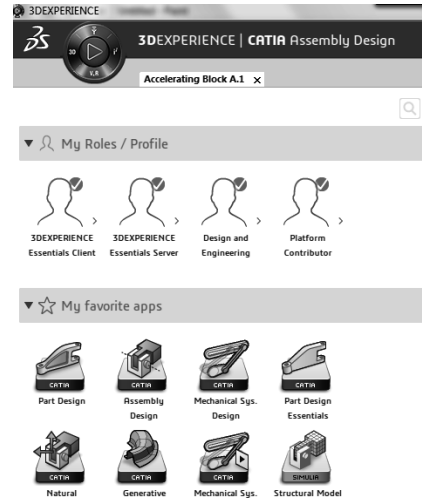 3DEXPERIENCE
3DEXPERIENCE | CATIA Assembly Design
3D
V.R
Accelerating Block A.1 x
My Roles / Profile
3DEXPERIENCE Essentials Client
3DEXPERIENCE Essentials Server
Design and Engineering
Platform Contributor
My favorite apps
CATIA
Part Design
CATIA
Assembly Design
CATIA
Mechanical Sys. Design
CATIA
Part Design Essentials
CATIA
Natural
CATIA
Generative
CATIA
Mechanical Sys.
SIMULIA
Structural Model